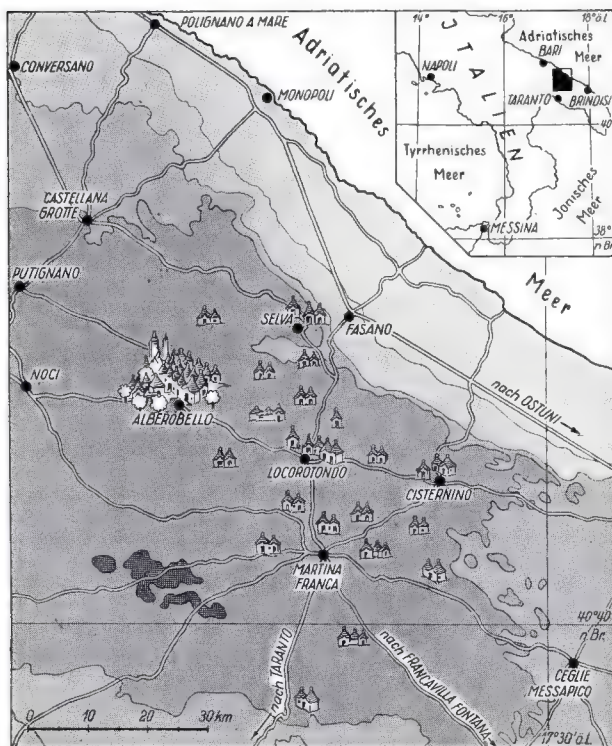 POLIGNANO A MARE
CONVERSANO
MONOPOLI
Adriatisches
Meer
CASTELLANA
GROTTE
PUTIGNANO
SELVA
FASANO
NOCI
ALBEROBELLO
nach OSTUNI
LOCOROTONDO
CISTERNINO
MARTINA
FRANCA
40°40'
n Br.
nach TARANTO
nach FRANCAVILLA FONTANA
CEGLIE
MESSAPICO
0 10 20 30 km
17°30' ö.L.
14° 16° 18° ö.L.
Adriatisches
Meer
ITALIEN
BARI
NAPOLI
TARANTO
BRINDISI
40°
Tyrrhenisches
Meer
Jonisches
Meer
MESSINA
38°
n Br.